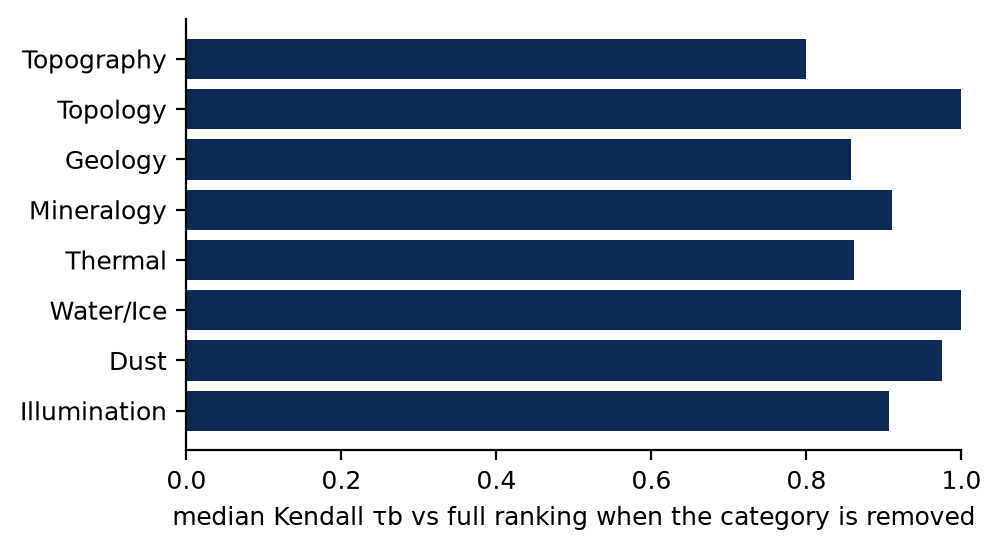 Topography
Topology
Geology
Mineralogy
Thermal
Water/Ice
Dust
Illumination
0.0 0.2 0.4 0.6 0.8 1.0
median Kendall τb vs full ranking when the category is removed